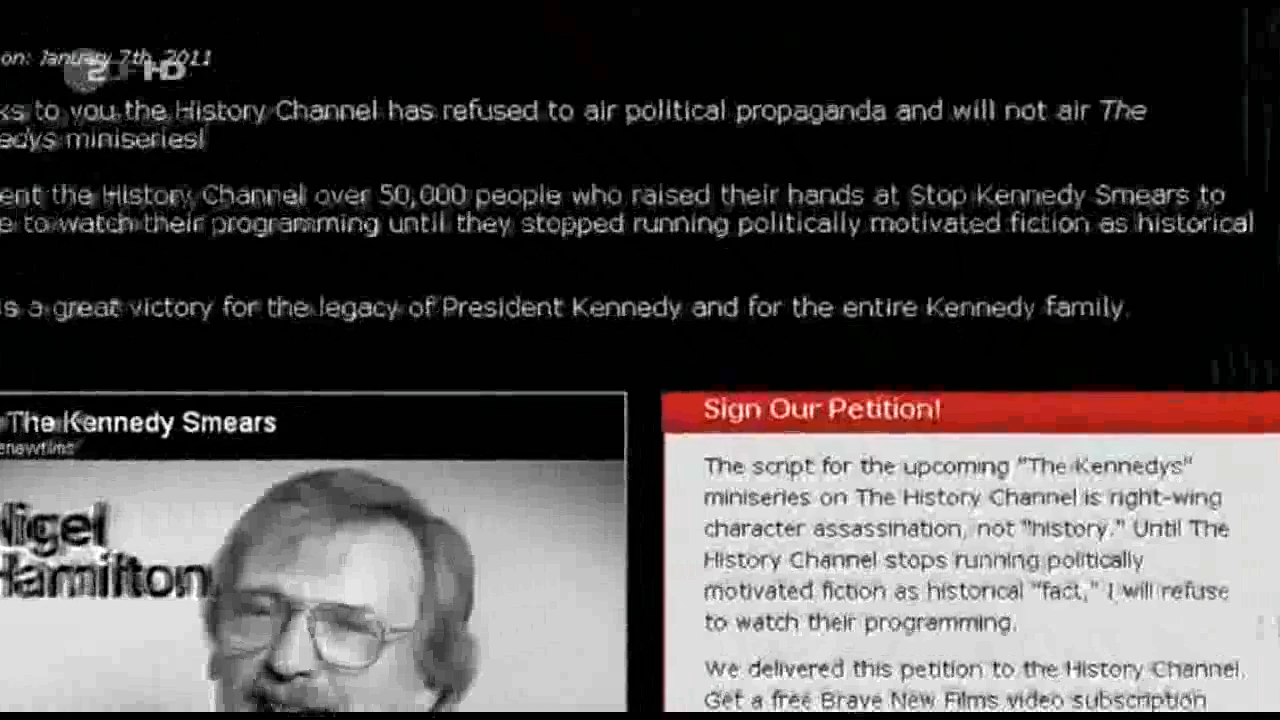 on: January 7th, 2011
ZDF HD
ks to you the History Channel has refused to air political propaganda and will not air The
edys miniseries!
ent the History Channel over 50,000 people who raised their hands at Stop Kennedy Smears to
e to watch their programming until they stopped running politically motivated fiction as historical
is a great victory for the legacy of President Kennedy and for the entire Kennedy family.
The Kennedy Smears
enewfilms
Nigel
Hamilton
Sign Our Petition!
The script for the upcoming "The Kennedys"
miniseries on The History Channel is right-wing
character assassination, not "history." Until The
History Channel stops running politically
motivated fiction as historical "fact," I will refuse
to watch their programming.
We delivered this petition to the History Channel.
Get a free Brave New Films video subscription